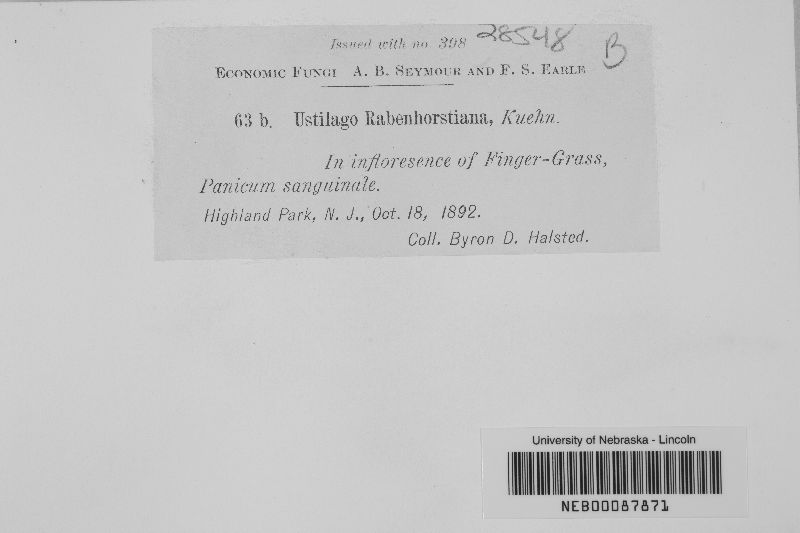 Issued with no. 398 28548 B
Economic Fungi A. B. Seymour and F. S. Earle
63 b. Ustilago Rabenhorstiana, Kuehn.
In infloresence of Finger-Grass,
Panicum sanguinale.
Highland Park, N. J., Oct. 18, 1892.
Coll. Byron D. Halsted.
University of Nebraska - Lincoln
NEB00087871